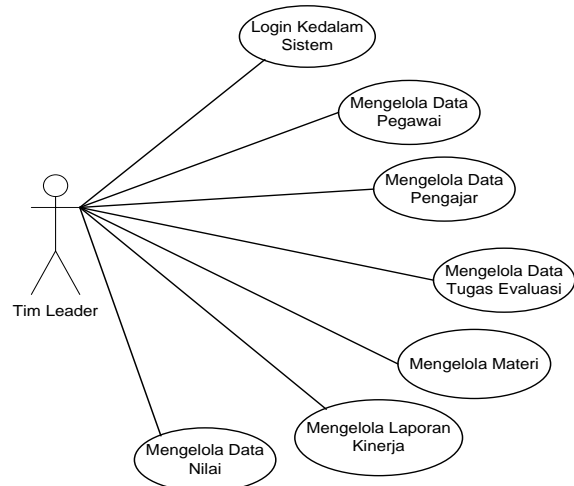 Login Kedalam
Sistem
Mengelola Data
Pegawai
Mengelola Data
Pengajar
Mengelola Data
Tugas Evaluasi
Tim Leader
Mengelola Materi
Mengelola Laporan
Kinerja
Mengelola Data
Nilai